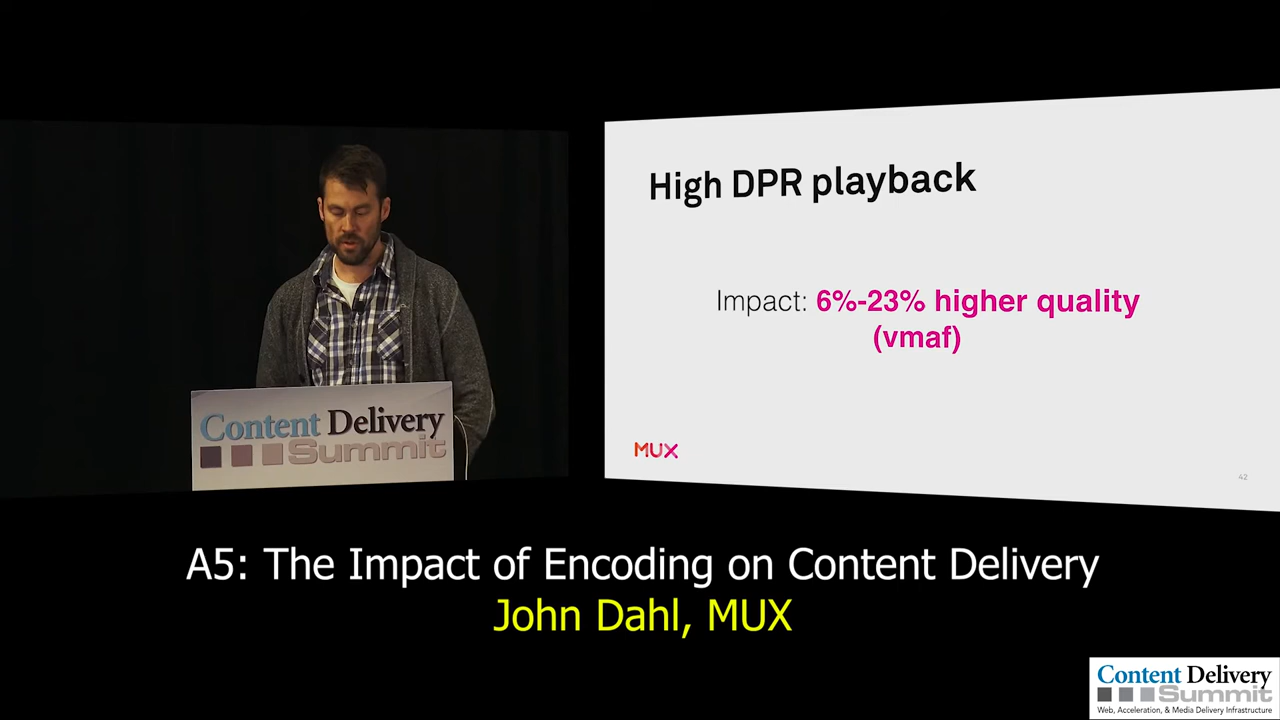 High DPR playback
Impact: 6%-23% higher quality
(vmaf)
MUX
42
Content Delivery
Summit
A5: The Impact of Encoding on Content Delivery
John Dahl, MUX
Content Delivery
Summit
Web, Acceleration, & Media Delivery Infrastructure